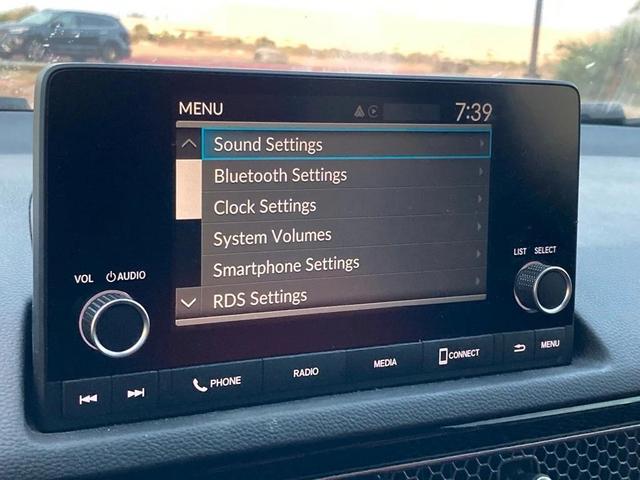 MENU 7:39
Sound Settings
Bluetooth Settings
Clock Settings
System Volumes
Smartphone Settings
RDS Settings
VOL AUDIO
LIST SELECT
PHONE RADIO MEDIA CONNECT MENU